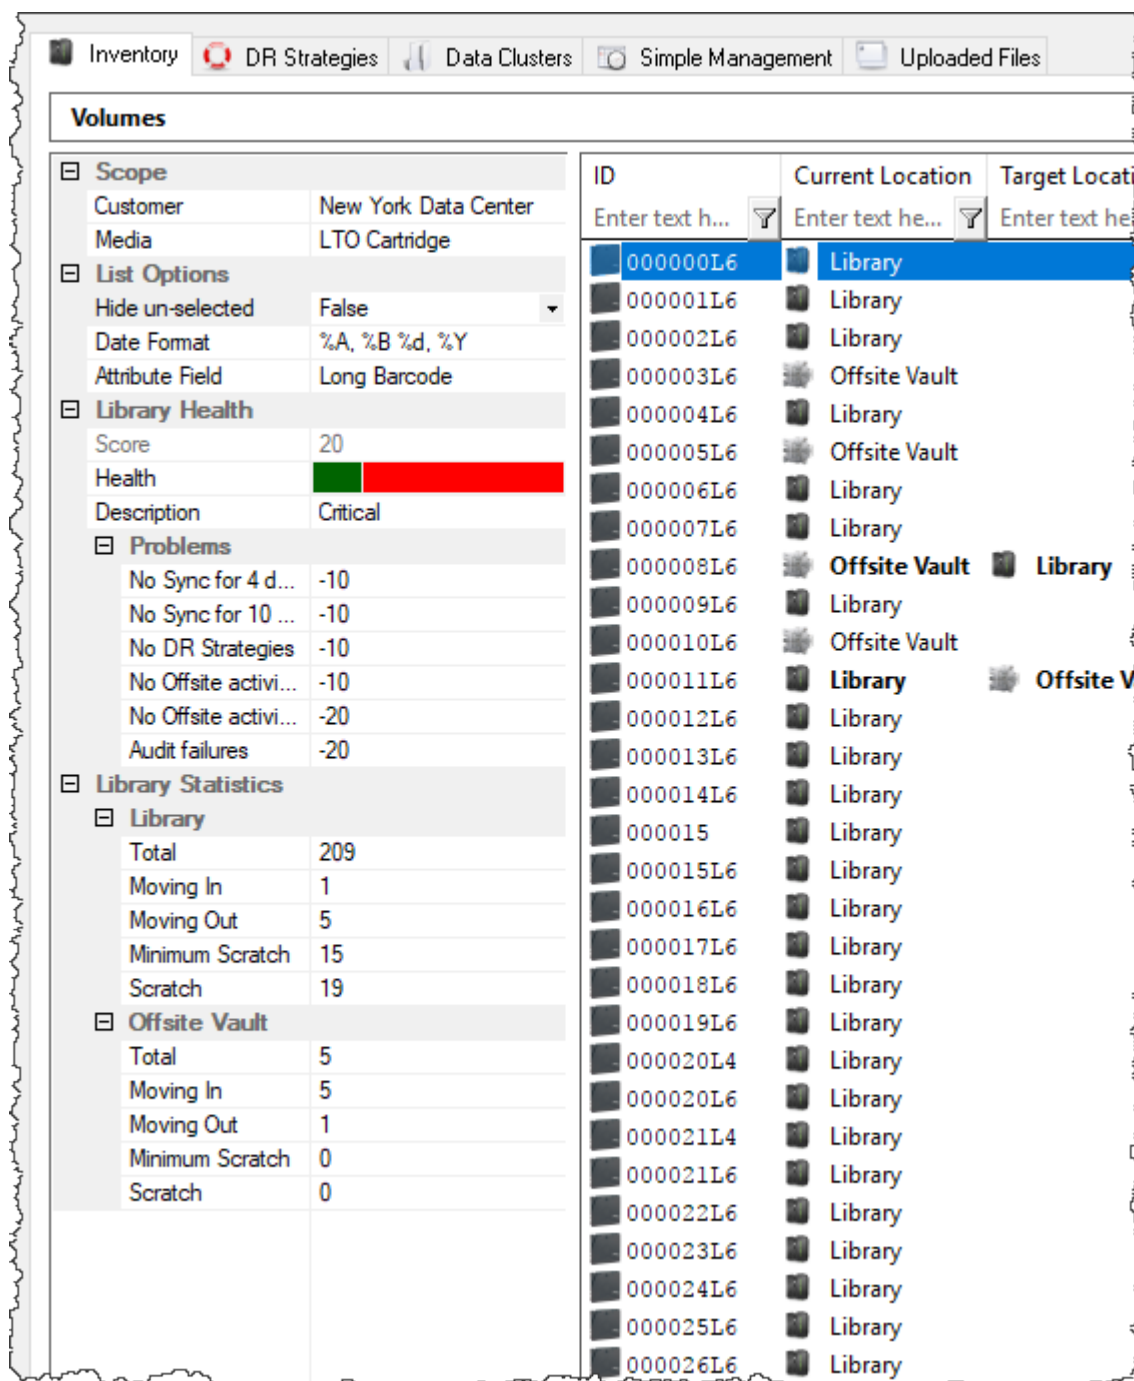 Inventory DR Strategies Data Clusters Simple Management Uploaded Files
Volumes
Scope
Customer New York Data Center
Media LTO Cartridge
List Options
Hide un-selected False
Date Format %A, %B %d, %Y
Attribute Field Long Barcode
Library Health
Score 20
Health
Description Critical
Problems
No Sync for 4 d... -10
No Sync for 10 ... -10
No DR Strategies -10
No Offsite activi... -10
No Offsite activi... -20
Audit failures -20
Library Statistics
Library
Total 209
Moving In 1
Moving Out 5
Minimum Scratch 15
Scratch 19
Offsite Vault
Total 5
Moving In 5
Moving Out 1
Minimum Scratch 0
Scratch 0
ID Current Location Target Locati
Enter text h... Enter text he... Enter text he
000000L6 Library
000001L6 Library
000002L6 Library
000003L6 Offsite Vault
000004L6 Library
000005L6 Offsite Vault
000006L6 Library
000007L6 Library
000008L6 Offsite Vault Library
000009L6 Library
000010L6 Offsite Vault
000011L6 Library Offsite V
000012L6 Library
000013L6 Library
000014L6 Library
000015 Library
000015L6 Library
000016L6 Library
000017L6 Library
000018L6 Library
000019L6 Library
000020L4 Library
000020L6 Library
000021L4 Library
000021L6 Library
000022L6 Library
000023L6 Library
000024L6 Library
000025L6 Library
000026L6 Library